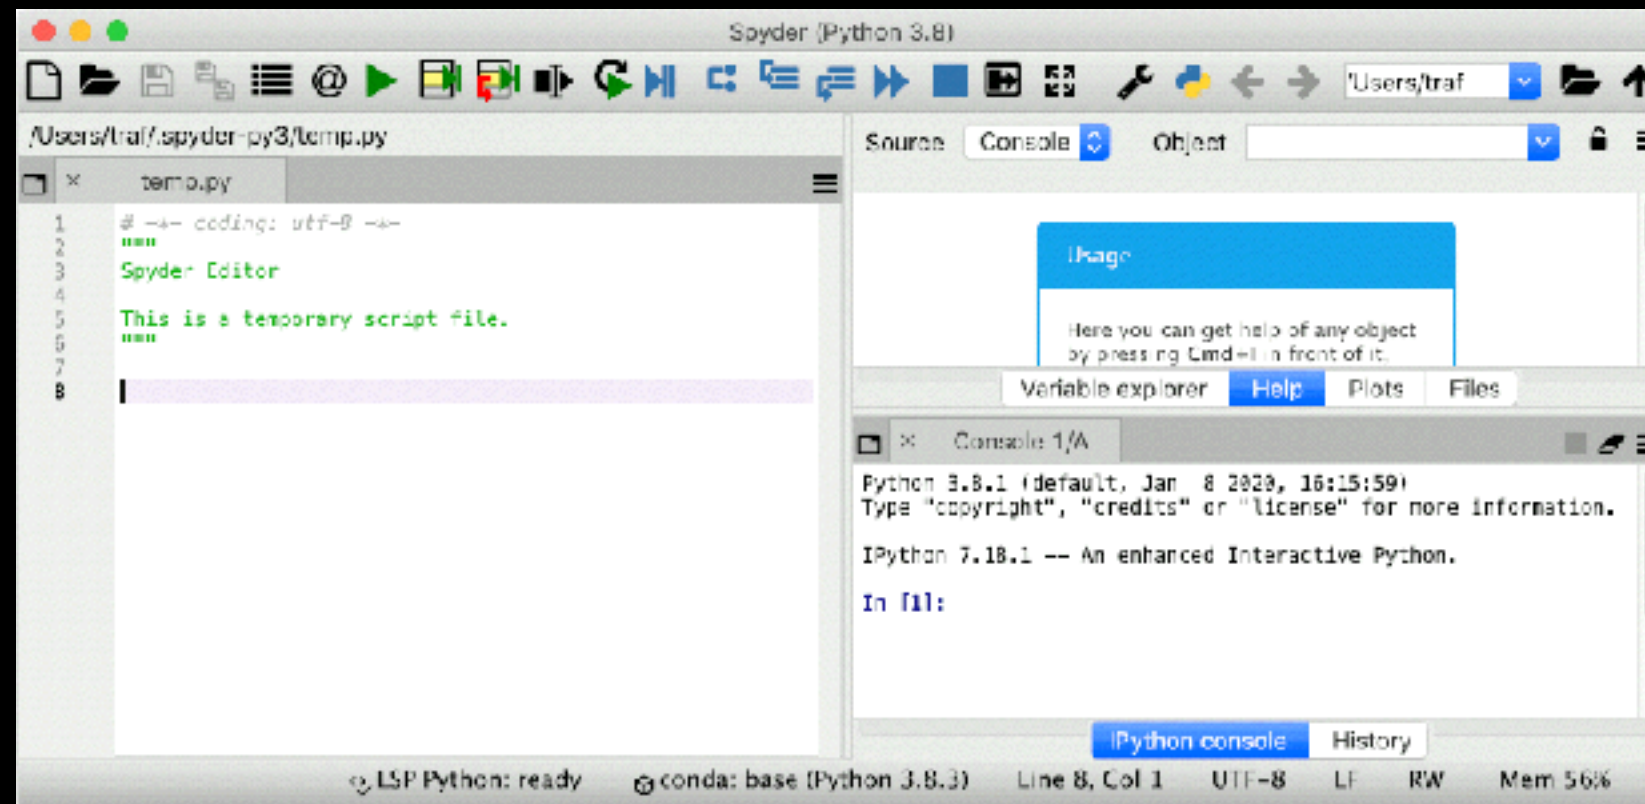 Spyder (Python 3.8)
'Users/traf
/Users/traf/.spyder-py3/temp.py
temp.py
1 # -*- coding: utf-8 -*-
2 """
3 Spyder Editor
4
5 This is a temporary script file.
6 """
7
8
Source Console Object
Usage
Here you can get help of any object
by pressing Cmd+I in front of it.
Variable explorer Help Plots Files
Console 1/A
Python 3.8.1 (default, Jan  8 2020, 16:15:59)
Type "copyright", "credits" or "license" for more information.
IPython 7.18.1 -- An enhanced Interactive Python.
In [1]:
IPython console History
LSP Python: ready conda: base (Python 3.8.3) Line 8, Col 1 UTF-8 LF RW Mem 56%